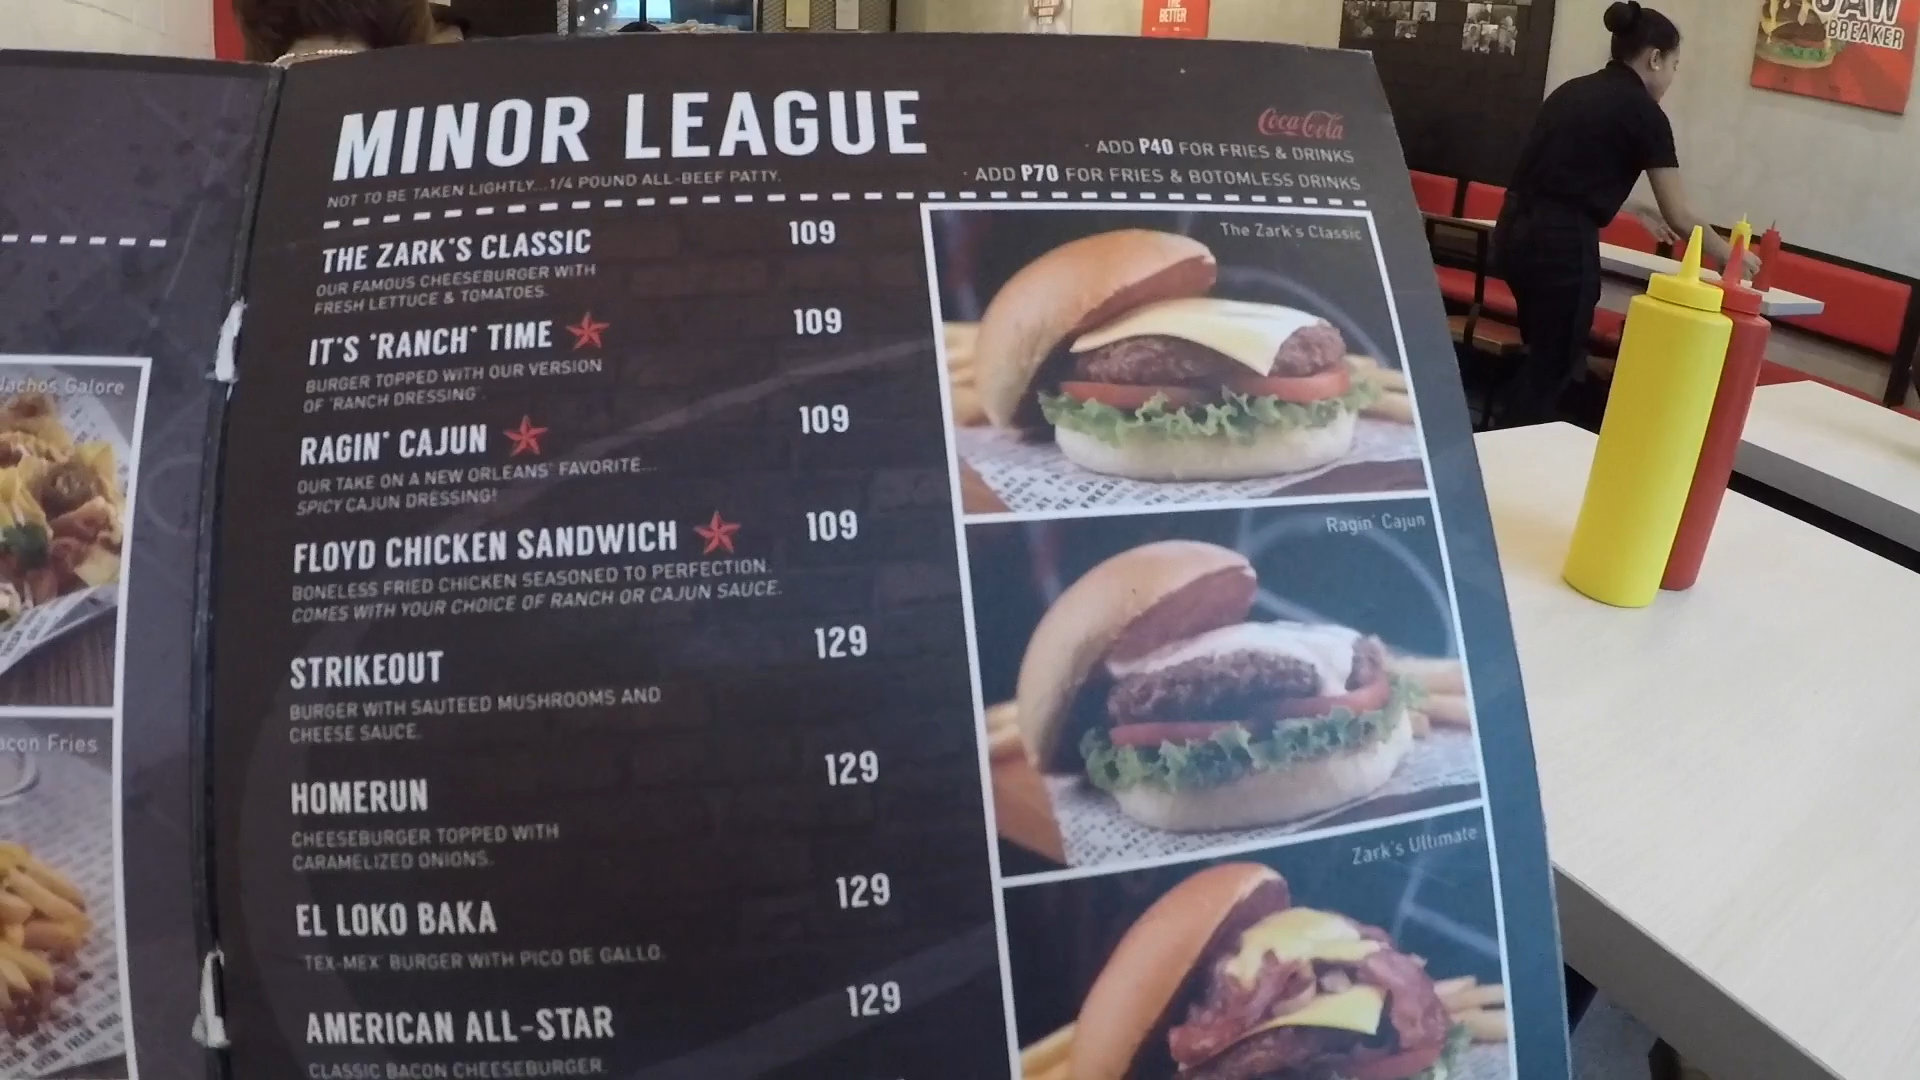 THE
BETTER
JAW
BREAKER
MINOR LEAGUE
NOT TO BE TAKEN LIGHTLY...1/4 POUND ALL-BEEF PATTY.
Coca-Cola
· ADD P40 FOR FRIES & DRINKS
· ADD P70 FOR FRIES & BOTOMLESS DRINKS
THE ZARK'S CLASSIC 109
OUR FAMOUS CHEESEBURGER WITH
FRESH LETTUCE & TOMATOES.
IT'S 'RANCH' TIME 109
BURGER TOPPED WITH OUR VERSION
OF 'RANCH DRESSING'.
RAGIN' CAJUN 109
OUR TAKE ON A NEW ORLEANS' FAVORITE...
SPICY CAJUN DRESSING!
FLOYD CHICKEN SANDWICH 109
BONELESS FRIED CHICKEN SEASONED TO PERFECTION.
COMES WITH YOUR CHOICE OF RANCH OR CAJUN SAUCE.
STRIKEOUT 129
BURGER WITH SAUTEED MUSHROOMS AND
CHEESE SAUCE.
HOMERUN 129
CHEESEBURGER TOPPED WITH
CARAMELIZED ONIONS.
EL LOKO BAKA 129
TEX-MEX' BURGER WITH PICO DE GALLO.
AMERICAN ALL-STAR 129
CLASSIC BACON CHEESEBURGER.
The Zark's Classic
Ragin' Cajun
Zark's Ultimate
Nachos Galore
acon Fries